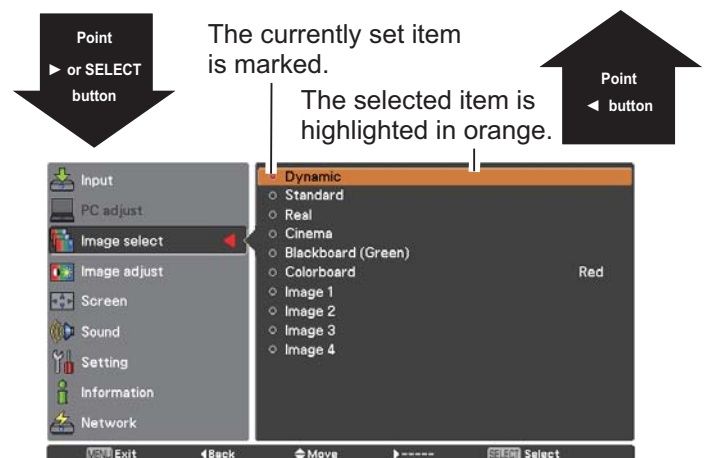 Point
► or SELECT
button
The currently set item
is marked.
The selected item is
highlighted in orange.
Point
◄ button
Input
PC adjust
Image select
Image adjust
Screen
Sound
Setting
Information
Network
Dynamic
Standard
Real
Cinema
Blackboard (Green)
Colorboard Red
Image 1
Image 2
Image 3
Image 4
MENU Exit ◄Back Move ►----- SELECT Select